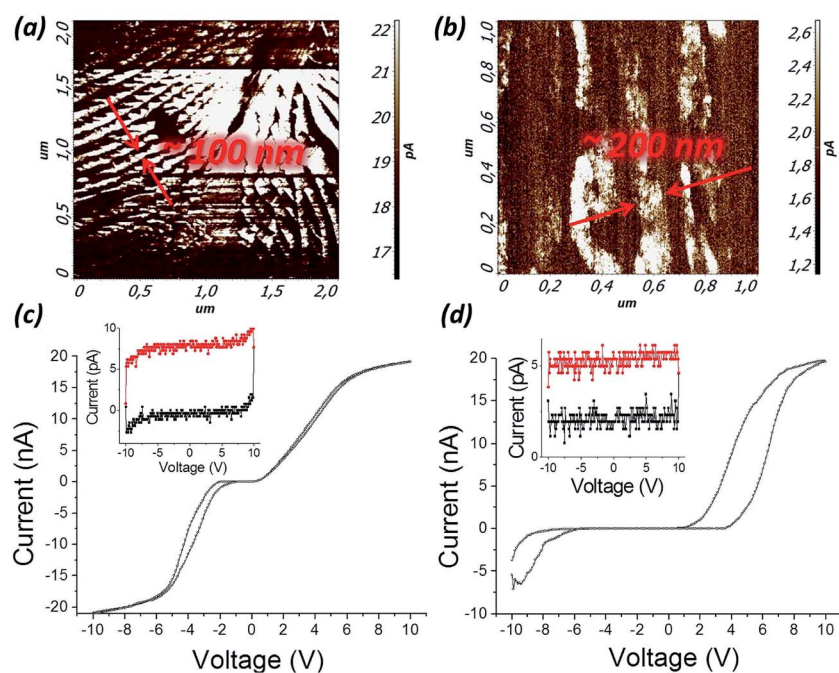 (a)
2,0
1,5
1,0
0,5
0
um
0
0,5
1,0
1,5
2,0
um
22
21
20
19
18
17
pA
~ 100 nm
(b)
1,0
0,8
0,6
0,4
0,2
0
um
0
0,2
0,4
0,6
0,8
1,0
um
2,6
2,4
2,2
2,0
1,8
1,6
1,4
1,2
pA
~ 200 nm
(c)
20
15
10
5
0
-5
-10
-15
-20
Current (nA)
-10 -8 -6 -4 -2 0 2 4 6 8 10
Voltage (V)
10
5
0
Current (pA)
-10 -5 0 5 10
Voltage (V)
(d)
20
15
10
5
0
-5
-10
Current (nA)
-10 -8 -6 -4 -2 0 2 4 6 8 10
Voltage (V)
5
0
Current (pA)
-10 -5 0 5 10
Voltage (V)